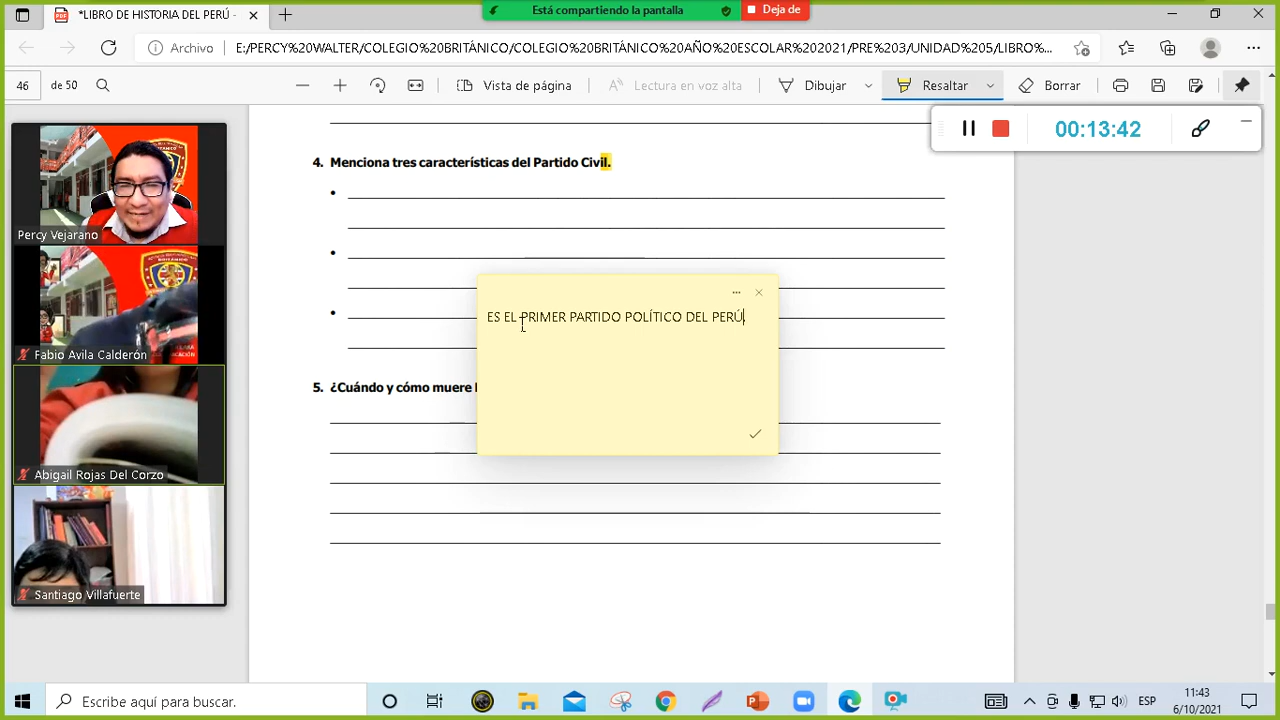 *LIBRO DE HISTORIA DEL PERÚ -
Está compartiendo la pantalla
Deja de
Archivo
E:/PERCY%20WALTER/COLEGIO%20BRITÁNICO/COLEGIO%20BRITÁNICO%20AÑO%20ESCOLAR%202021/PRE%203/UNIDAD%205/LIBRO%...
46 de 50
Vista de página
Lectura en voz alta
Dibujar
Resaltar
Borrar
00:13:42
4. Menciona tres características del Partido Civil.
ES EL PRIMER PARTIDO POLÍTICO DEL PERÚ
5. ¿Cuándo y cómo muere
Percy Vejarano
Fabio Avila Calderón
Abigail Rojas Del Corzo
Santiago Villafuerte
Escribe aquí para buscar.
ESP
11:43
6/10/2021